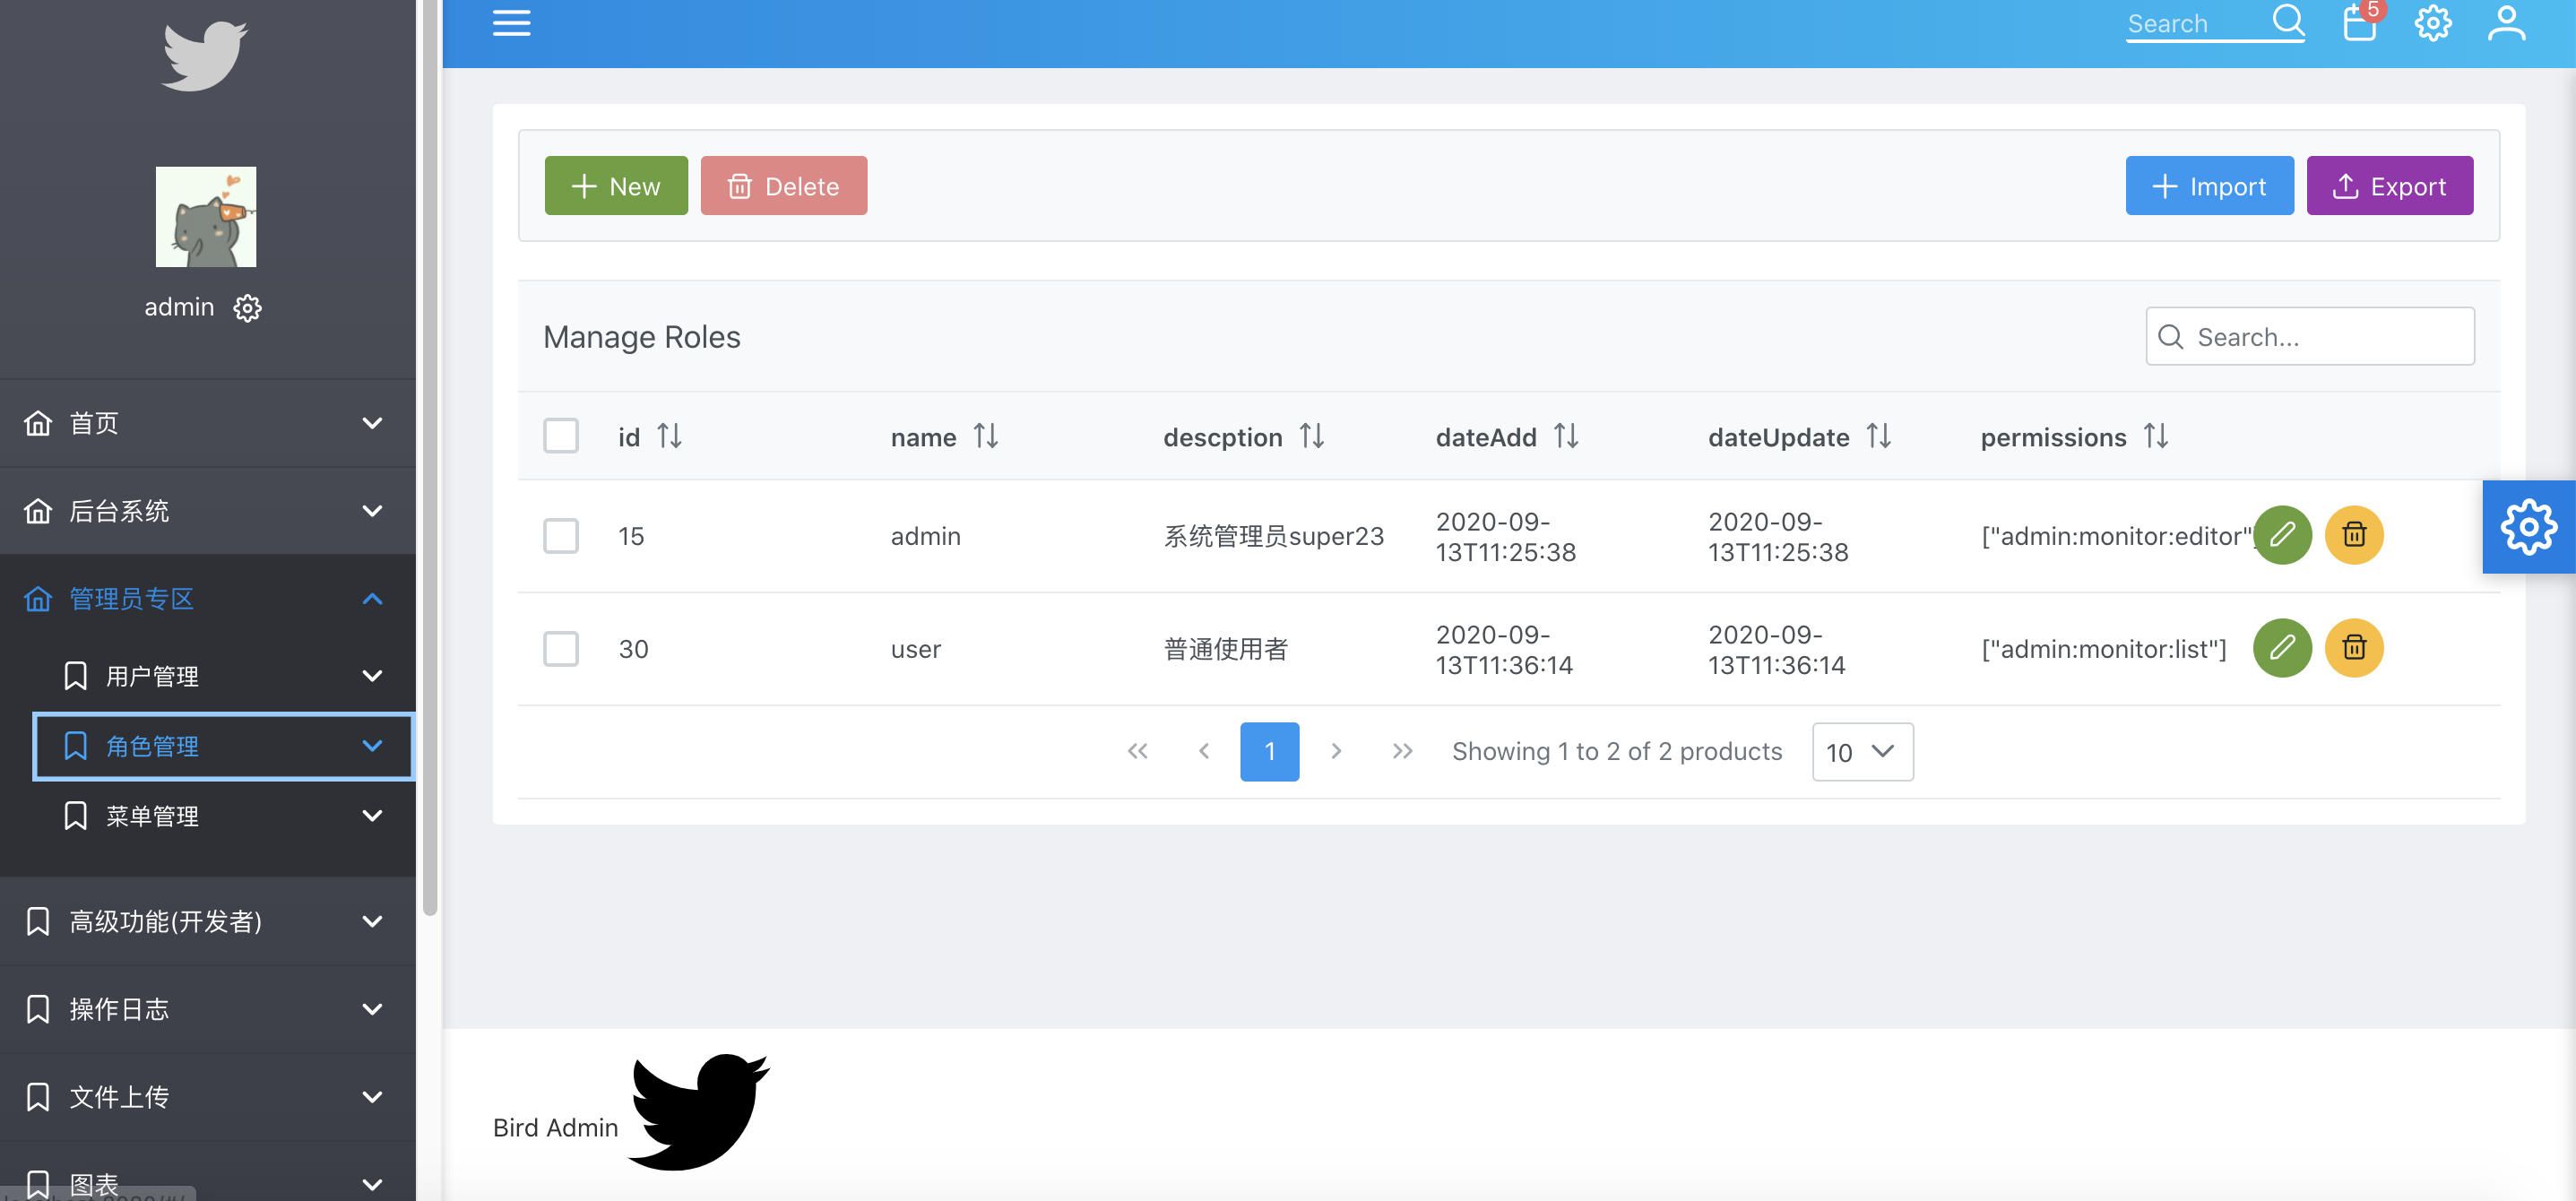 Search
5
admin
首页
后台系统
管理员专区
用户管理
角色管理
菜单管理
高级功能(开发者)
操作日志
文件上传
图表
New
Delete
Import
Export
Manage Roles
Search...
id name descption dateAdd dateUpdate permissions
15 admin 系统管理员super23 2020-09-13T11:25:38 2020-09-13T11:25:38 ["admin:monitor:editor"
30 user 普通使用者 2020-09-13T11:36:14 2020-09-13T11:36:14 ["admin:monitor:list"]
1
Showing 1 to 2 of 2 products
10
Bird Admin